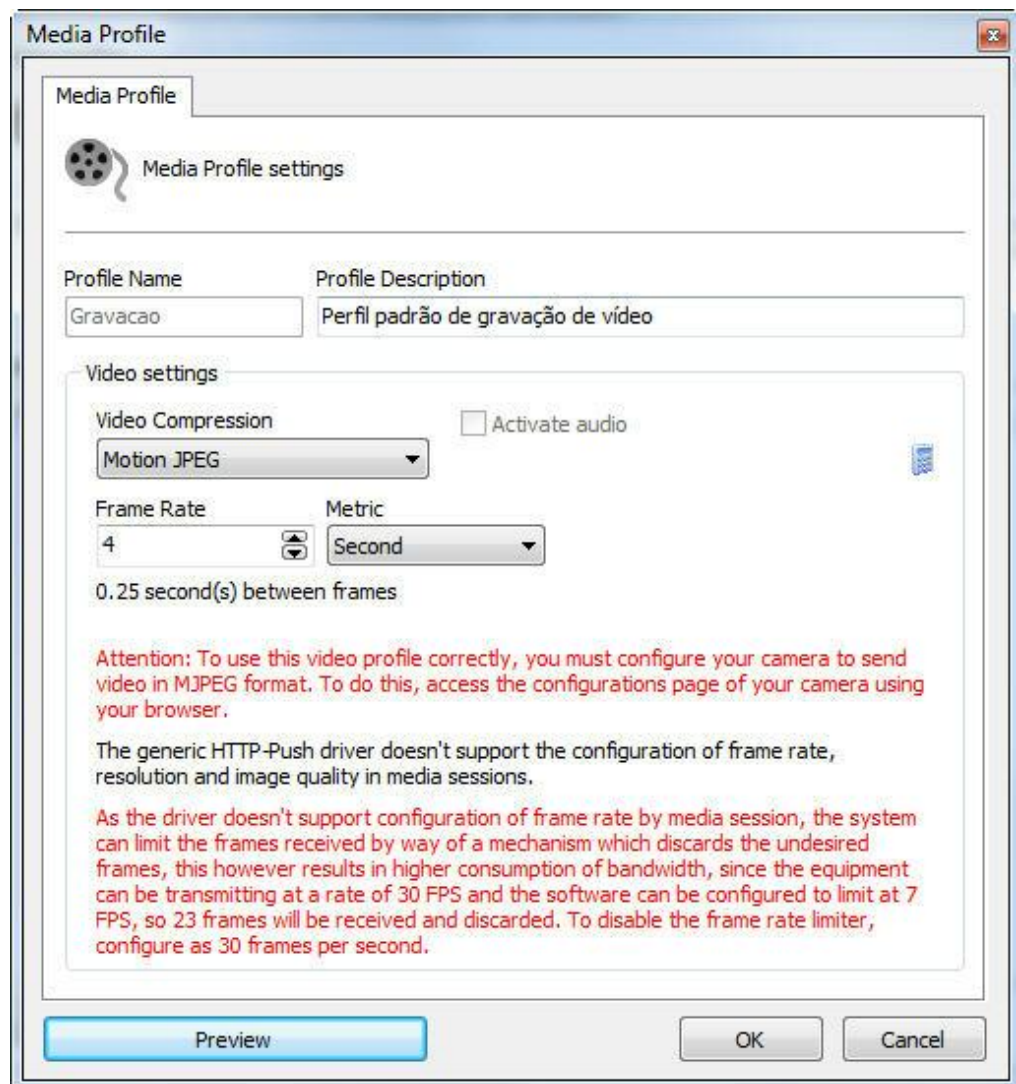 Media Profile
Media Profile
Media Profile settings
Profile Name
Profile Description
Gravacao
Perfil padrão de gravação de vídeo
Video settings
Video Compression
Activate audio
Motion JPEG
Frame Rate
Metric
4
Second
0.25 second(s) between frames
Attention: To use this video profile correctly, you must configure your camera to send
video in MJPEG format. To do this, access the configurations page of your camera using
your browser.
The generic HTTP-Push driver doesn't support the configuration of frame rate,
resolution and image quality in media sessions.
As the driver doesn't support configuration of frame rate by media session, the system
can limit the frames received by way of a mechanism which discards the undesired
frames, this however results in higher consumption of bandwidth, since the equipment
can be transmitting at a rate of 30 FPS and the software can be configured to limit at 7
FPS, so 23 frames will be received and discarded. To disable the frame rate limiter,
configure as 30 frames per second.
Preview
OK
Cancel